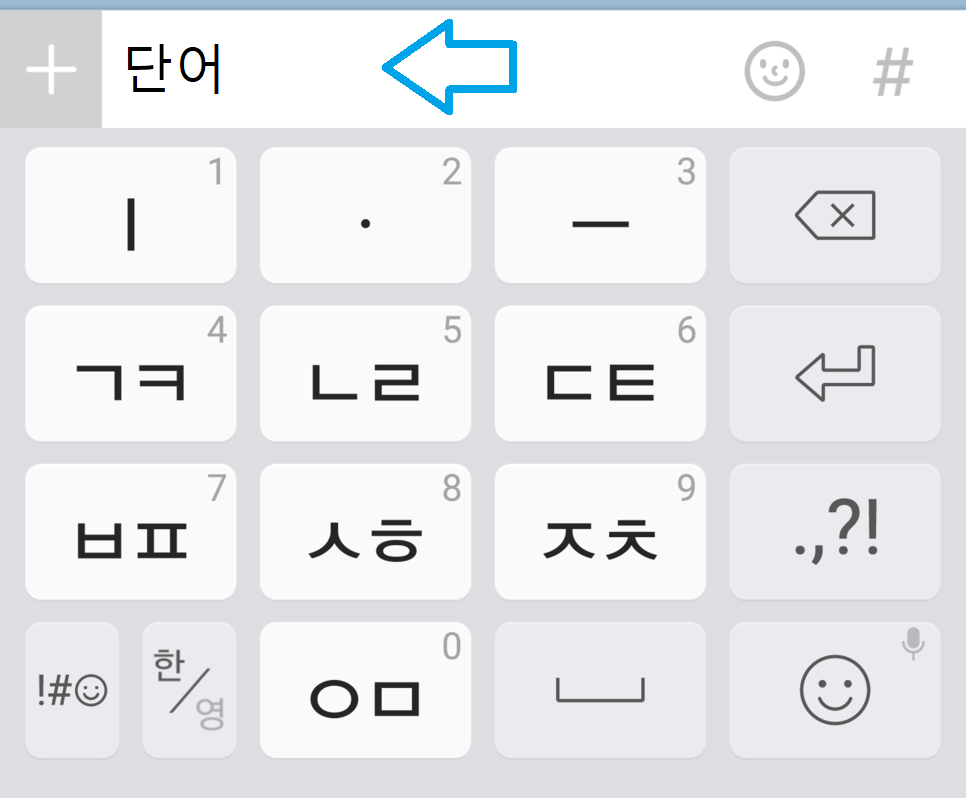 단어 #
1 2 3
ㅣ · ㅡ
4 5 6
ㄱㅋ ㄴㄹ ㄷㅌ
7 8 9
ㅂㅍ ㅅㅎ ㅈㅊ .,?!
0
!#☺ 한/영 ㅇㅁ